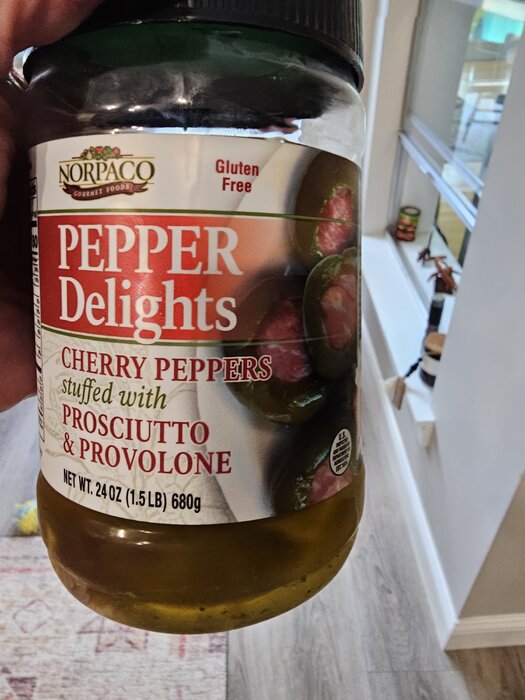 NORPACO
GOURMET FOODS
Gluten
Free
PEPPER
Delights
CHERRY PEPPERS
stuffed with
PROSCIUTTO
& PROVOLONE
NET WT. 24 OZ (1.5 LB) 680g